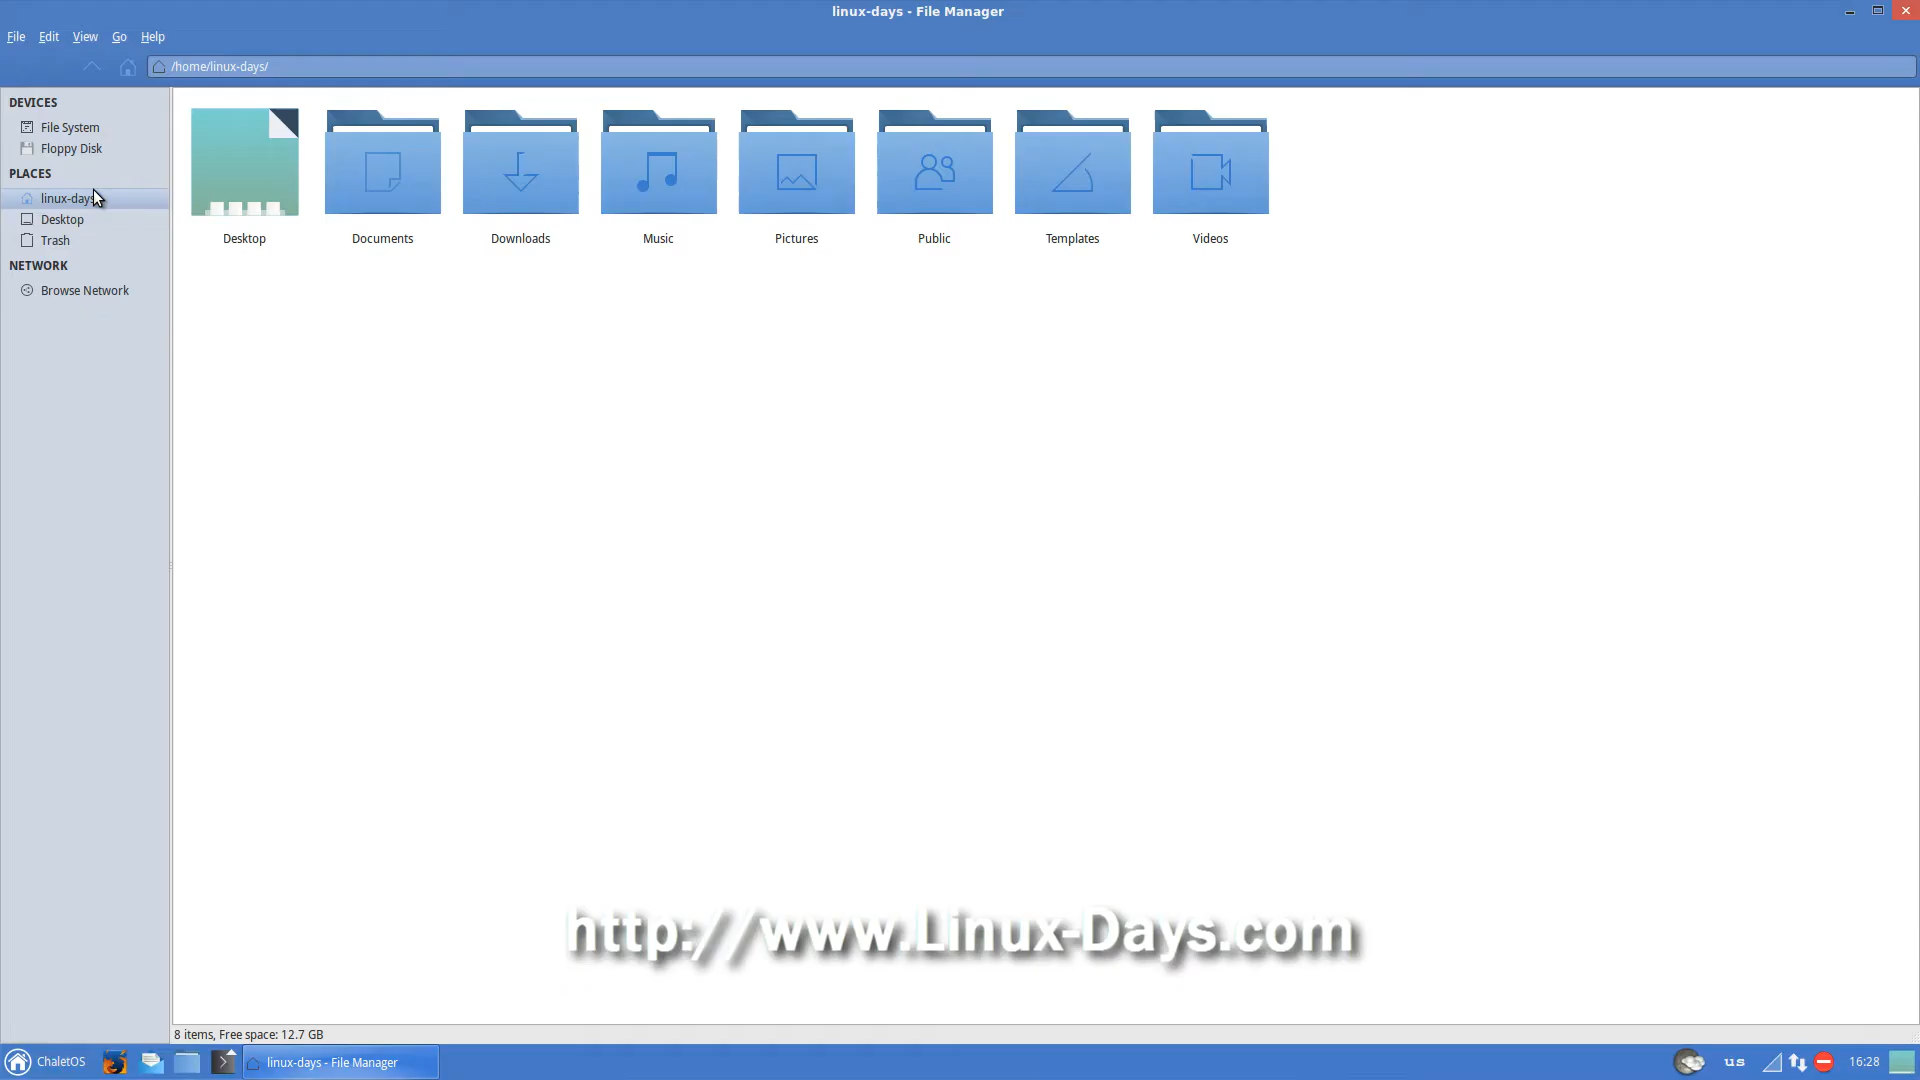 linux-days - File Manager
File Edit View Go Help
/home/linux-days/
DEVICES
File System
Floppy Disk
PLACES
linux-days
Desktop
Trash
NETWORK
Browse Network
Desktop Documents Downloads Music Pictures Public Templates Videos
http://www.Linux-Days.com
8 items, Free space: 12.7 GB
ChaletOS linux-days - File Manager us 16:28